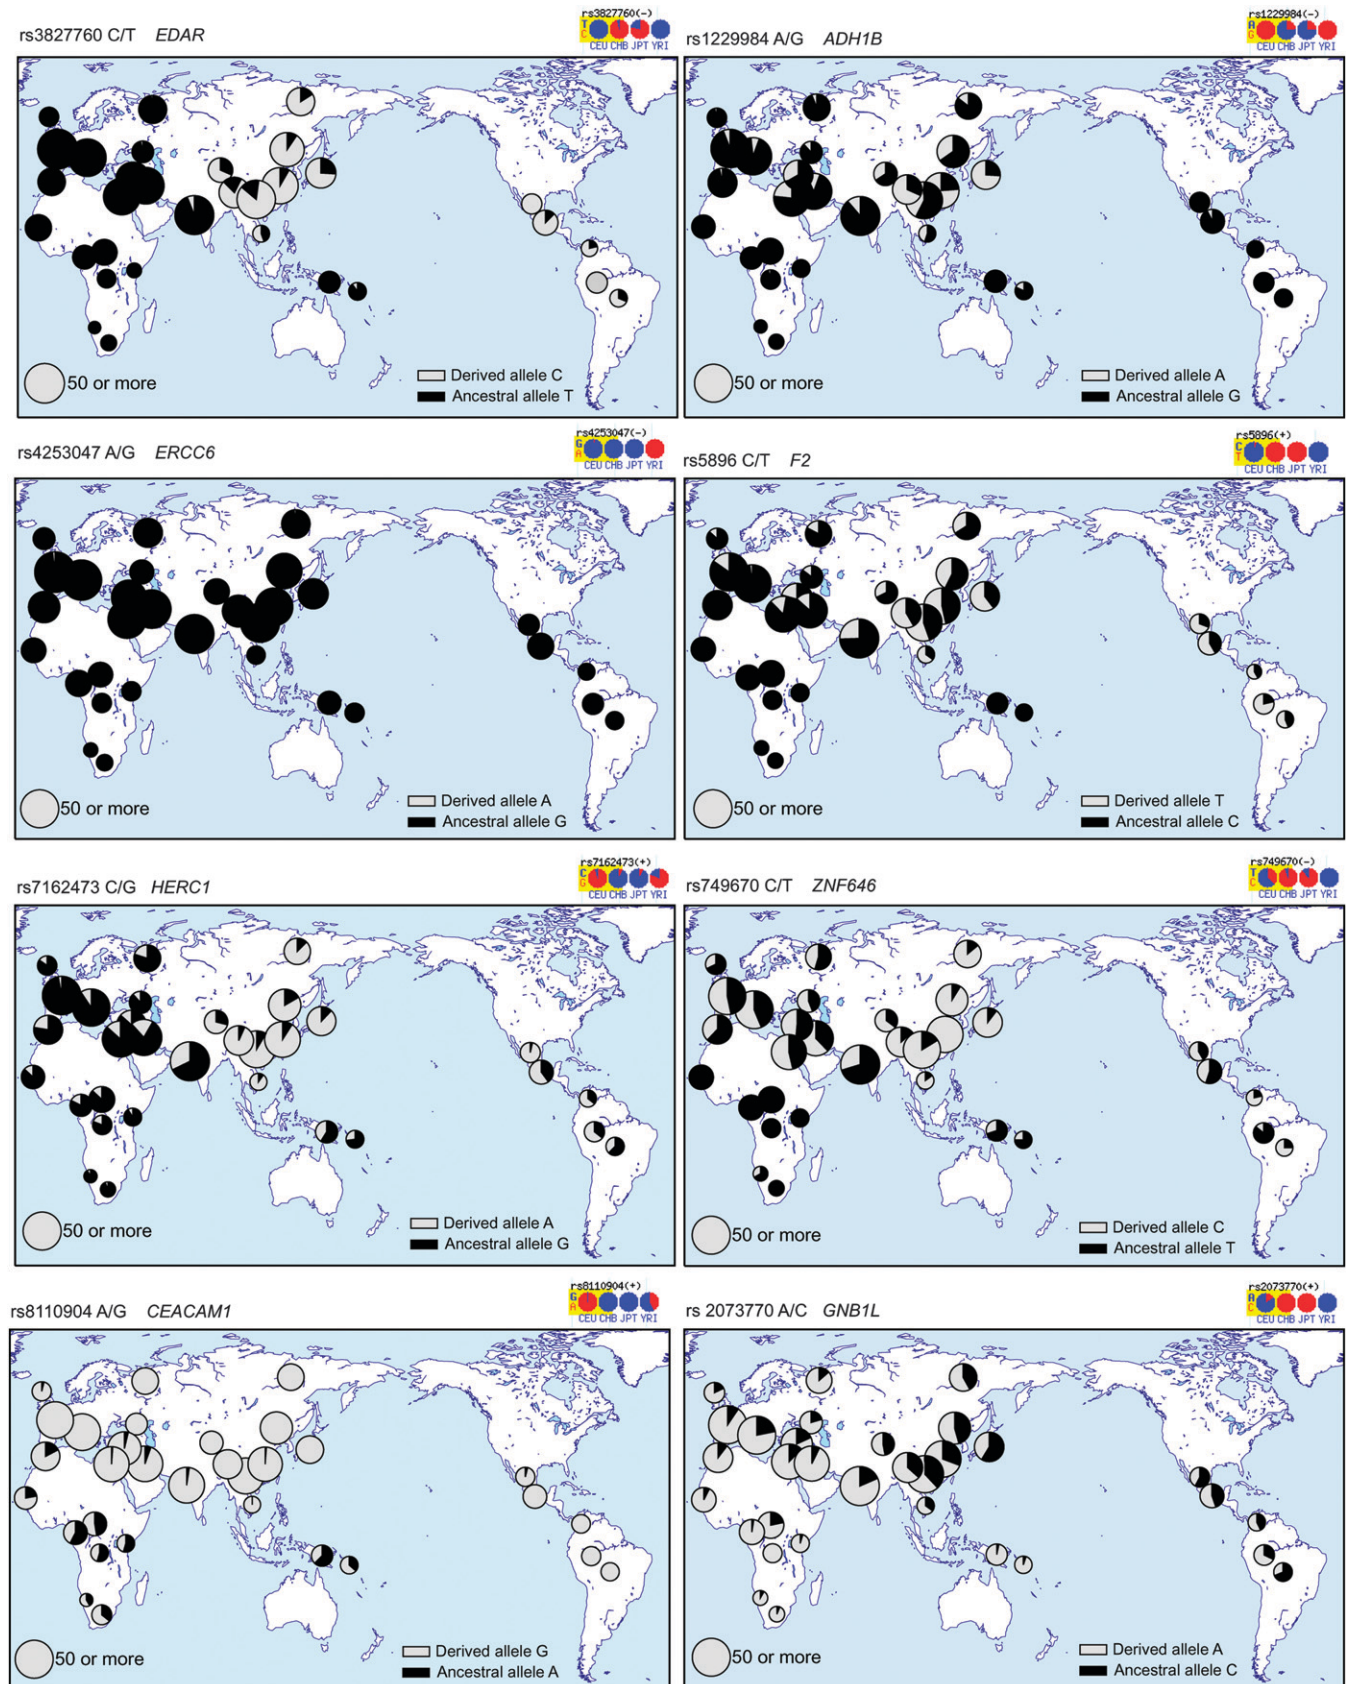 rs3827760 C/T EDAR
rs3827760(-)
T
C
CEU CHB JPT YRI
50 or more
Derived allele C
Ancestral allele T
rs1229984 A/G ADH1B
rs1229984(-)
A
G
CEU CHB JPT YRI
50 or more
Derived allele A
Ancestral allele G
rs4253047 A/G ERCC6
rs4253047(-)
G
A
CEU CHB JPT YRI
50 or more
Derived allele A
Ancestral allele G
rs5896 C/T F2
rs5896(+)
C
T
CEU CHB JPT YRI
50 or more
Derived allele T
Ancestral allele C
rs7162473 C/G HERC1
rs7162473(+)
C
G
CEU CHB JPT YRI
50 or more
Derived allele A
Ancestral allele G
rs749670 C/T ZNF646
rs749670(-)
T
C
CEU CHB JPT YRI
50 or more
Derived allele C
Ancestral allele T
rs8110904 A/G CEACAM1
rs8110904(+)
G
A
CEU CHB JPT YRI
50 or more
Derived allele G
Ancestral allele A
rs 2073770 A/C GNB1L
rs2073770(+)
A
C
CEU CHB JPT YRI
50 or more
Derived allele A
Ancestral allele C